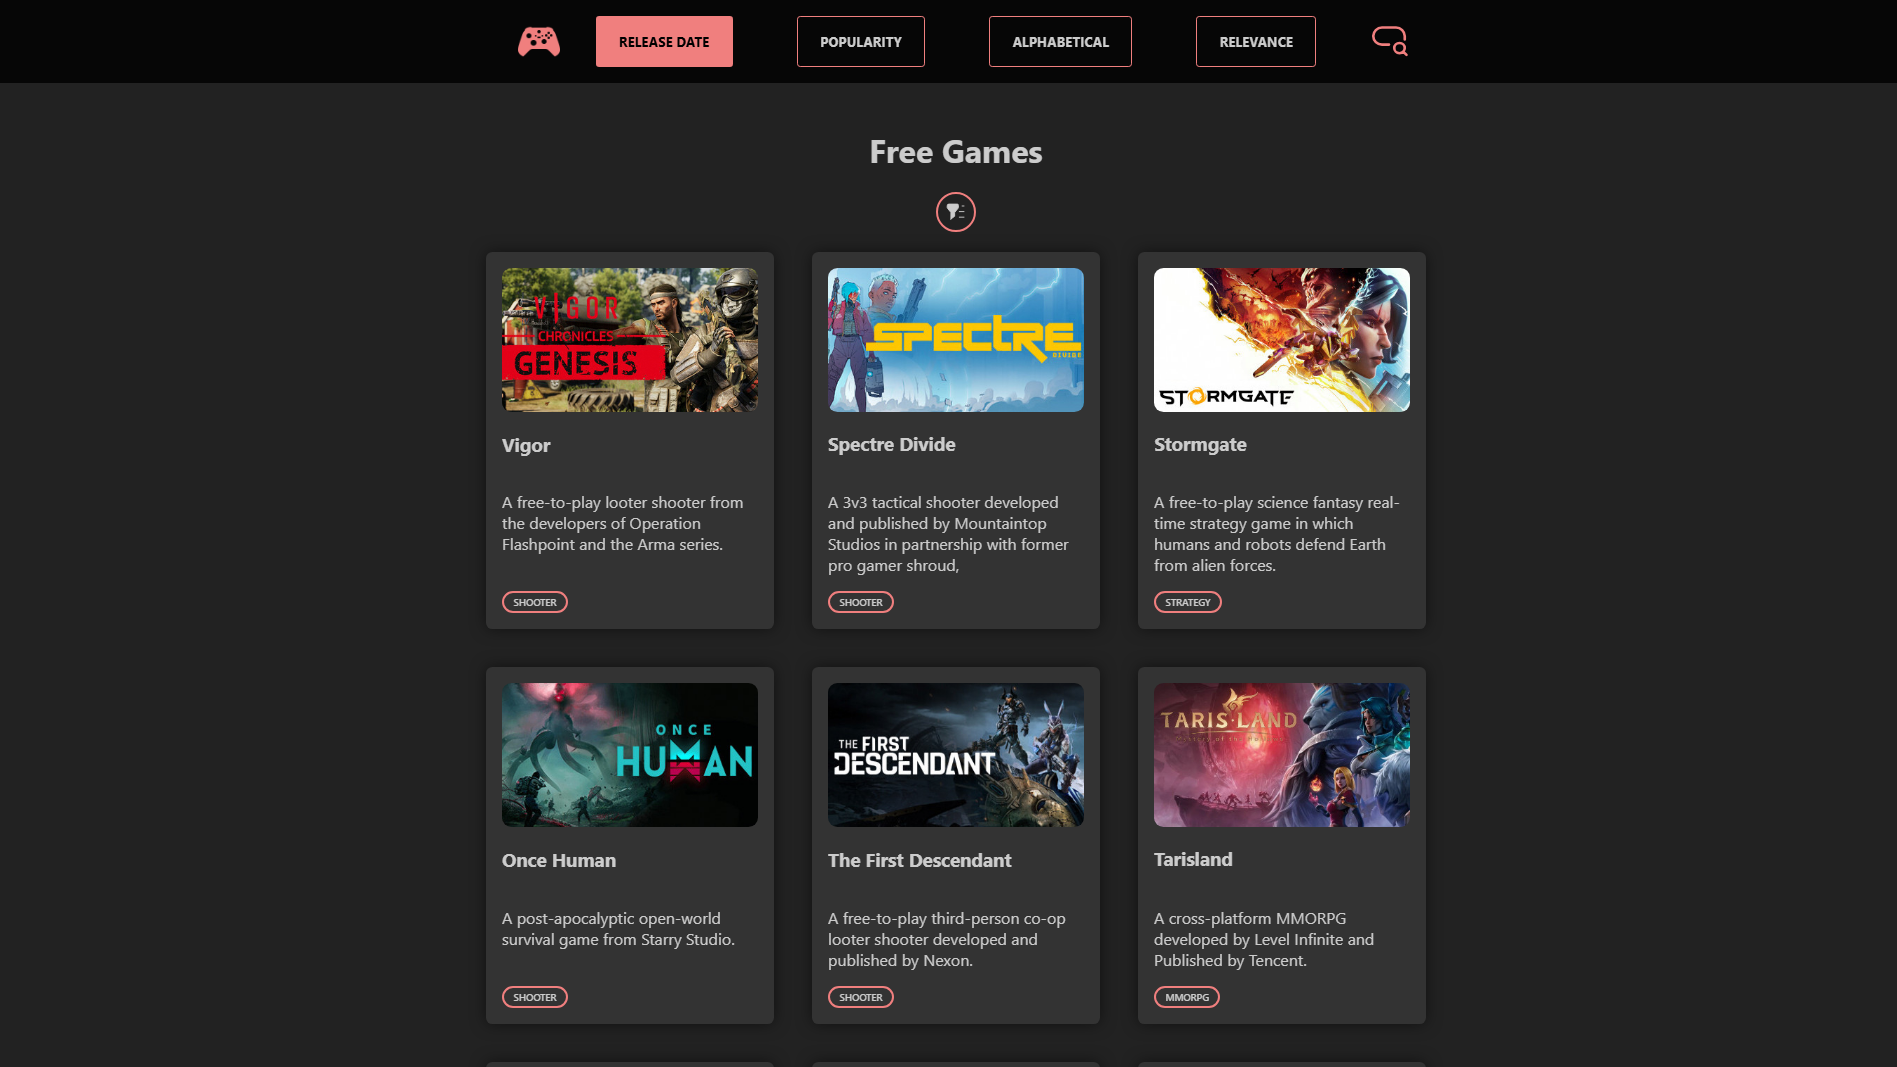 RELEASE DATE
POPULARITY
ALPHABETICAL
RELEVANCE
Free Games
VIGOR
CHRONICLES
GENESIS
Vigor
A free-to-play looter shooter from
the developers of Operation
Flashpoint and the Arma series.
SHOOTER
SPECTRE
DIVIDE
Spectre Divide
A 3v3 tactical shooter developed
and published by Mountaintop
Studios in partnership with former
pro gamer shroud,
SHOOTER
STORMGATE
Stormgate
A free-to-play science fantasy real-
time strategy game in which
humans and robots defend Earth
from alien forces.
STRATEGY
ONCE
HUMAN
Once Human
A post-apocalyptic open-world
survival game from Starry Studio.
SHOOTER
THE FIRST
DESCENDANT
The First Descendant
A free-to-play third-person co-op
looter shooter developed and
published by Nexon.
SHOOTER
TARISLAND
Tarisland
A cross-platform MMORPG
developed by Level Infinite and
Published by Tencent.
MMORPG